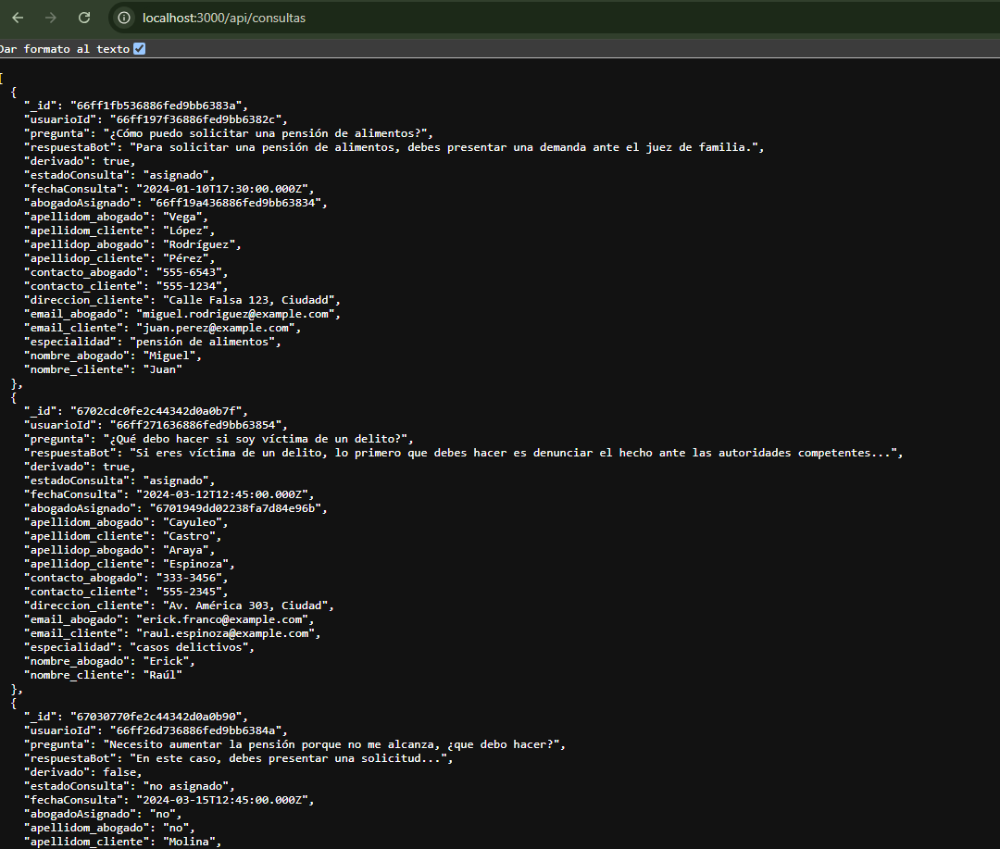 localhost:3000/api/consultas
Dar formato al texto
[
{
"_id": "66ff1fb536886fed9bb6383a",
"usuarioId": "66ff197f36886fed9bb6382c",
"pregunta": "¿Cómo puedo solicitar una pensión de alimentos?",
"respuestaBot": "Para solicitar una pensión de alimentos, debes presentar una demanda ante el juez de familia.",
"derivado": true,
"estadoConsulta": "asignado",
"fechaConsulta": "2024-01-10T17:30:00.000Z",
"abogadoAsignado": "66ff19a436886fed9bb63834",
"apellidom_abogado": "Vega",
"apellidom_cliente": "López",
"apellidop_abogado": "Rodríguez",
"apellidop_cliente": "Pérez",
"contacto_abogado": "555-6543",
"contacto_cliente": "555-1234",
"direccion_cliente": "Calle Falsa 123, Ciudadd",
"email_abogado": "miguel.rodriguez@example.com",
"email_cliente": "juan.perez@example.com",
"especialidad": "pensión de alimentos",
"nombre_abogado": "Miguel",
"nombre_cliente": "Juan"
},
{
"_id": "6702cdc0fe2c44342d0a0b7f",
"usuarioId": "66ff271636886fed9bb63854",
"pregunta": "¿Qué debo hacer si soy víctima de un delito?",
"respuestaBot": "Si eres víctima de un delito, lo primero que debes hacer es denunciar el hecho ante las autoridades competentes...",
"derivado": true,
"estadoConsulta": "asignado",
"fechaConsulta": "2024-03-12T12:45:00.000Z",
"abogadoAsignado": "6701949dd02238fa7d84e96b",
"apellidom_abogado": "Cayuleo",
"apellidom_cliente": "Castro",
"apellidop_abogado": "Araya",
"apellidop_cliente": "Espinoza",
"contacto_abogado": "333-3456",
"contacto_cliente": "555-2345",
"direccion_cliente": "Av. América 303, Ciudad",
"email_abogado": "erick.franco@example.com",
"email_cliente": "raul.espinoza@example.com",
"especialidad": "casos delictivos",
"nombre_abogado": "Erick",
"nombre_cliente": "Raúl"
},
{
"_id": "67030770fe2c44342d0a0b90",
"usuarioId": "66ff26d736886fed9bb6384a",
"pregunta": "Necesito aumentar la pensión porque no me alcanza, ¿que debo hacer?",
"respuestaBot": "En este caso, debes presentar una solicitud...",
"derivado": false,
"estadoConsulta": "no asignado",
"fechaConsulta": "2024-03-15T12:45:00.000Z",
"abogadoAsignado": "no",
"apellidom_abogado": "no",
"apellidom_cliente": "Molina",